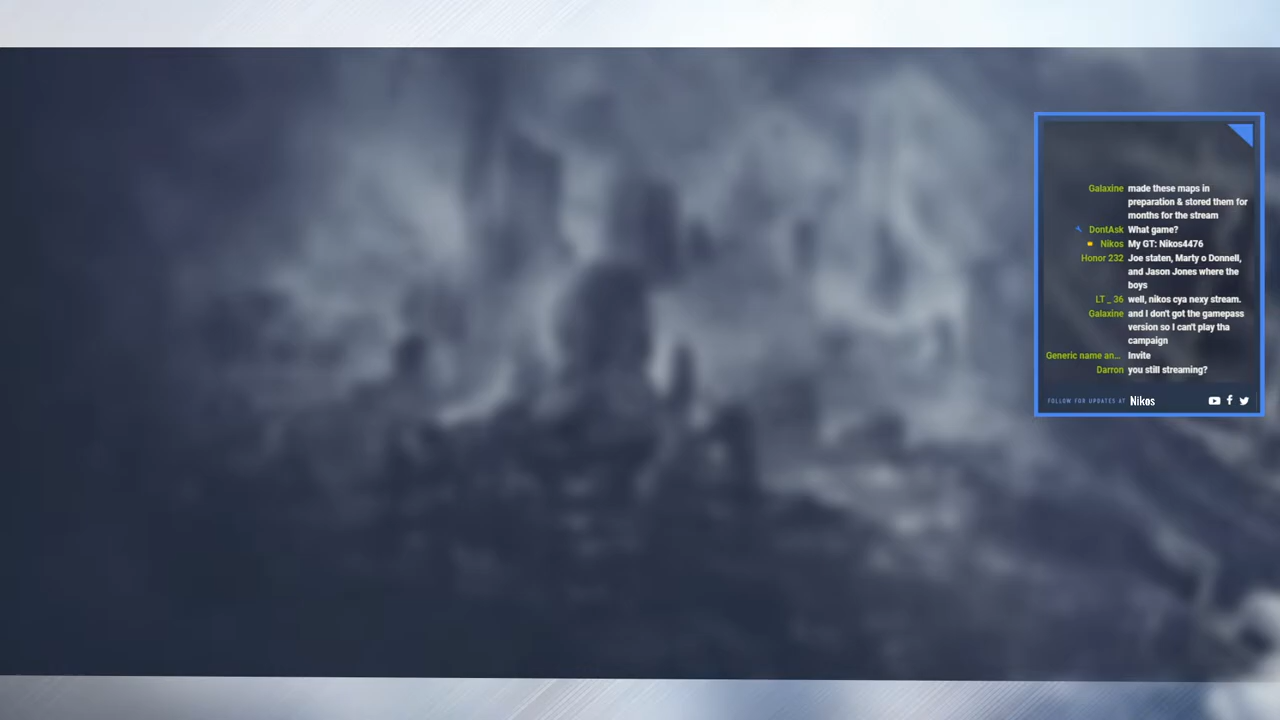 Galaxine made these maps in
preparation & stored them for
months for the stream
DontAsk What game?
Nikos My GT: Nikos4476
Honor 232 Joe staten, Marty o Donnell,
and Jason Jones where the
boys
LT _ 36 well, nikos cya nexy stream.
Galaxine and I don't got the gamepass
version so I can't play tha
campaign
Generic name an... Invite
Darron you still streaming?
FOLLOW FOR UPDATES AT Nikos